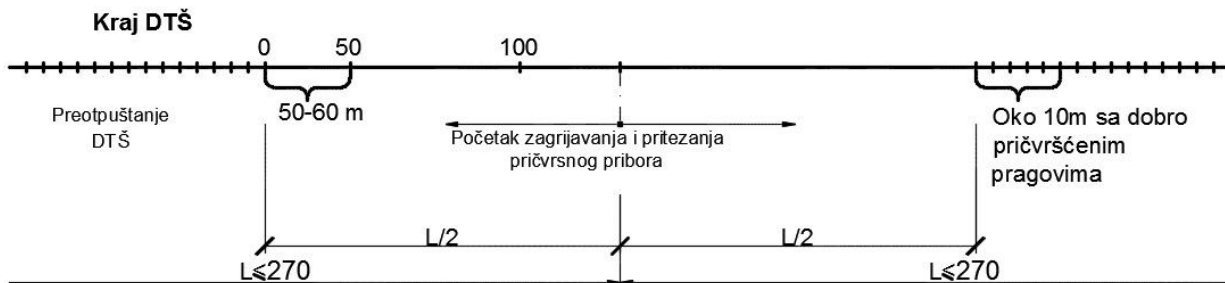 Kraj DTŠ
0 50 100
Preotpuštanje
DTŠ
50-60 m
Početak zagrijavanja i pritezanja
pričvrsnog pribora
Oko 10m sa dobro
pričvršćenim
pragovima
L/2 L/2
L≤270 L≤270